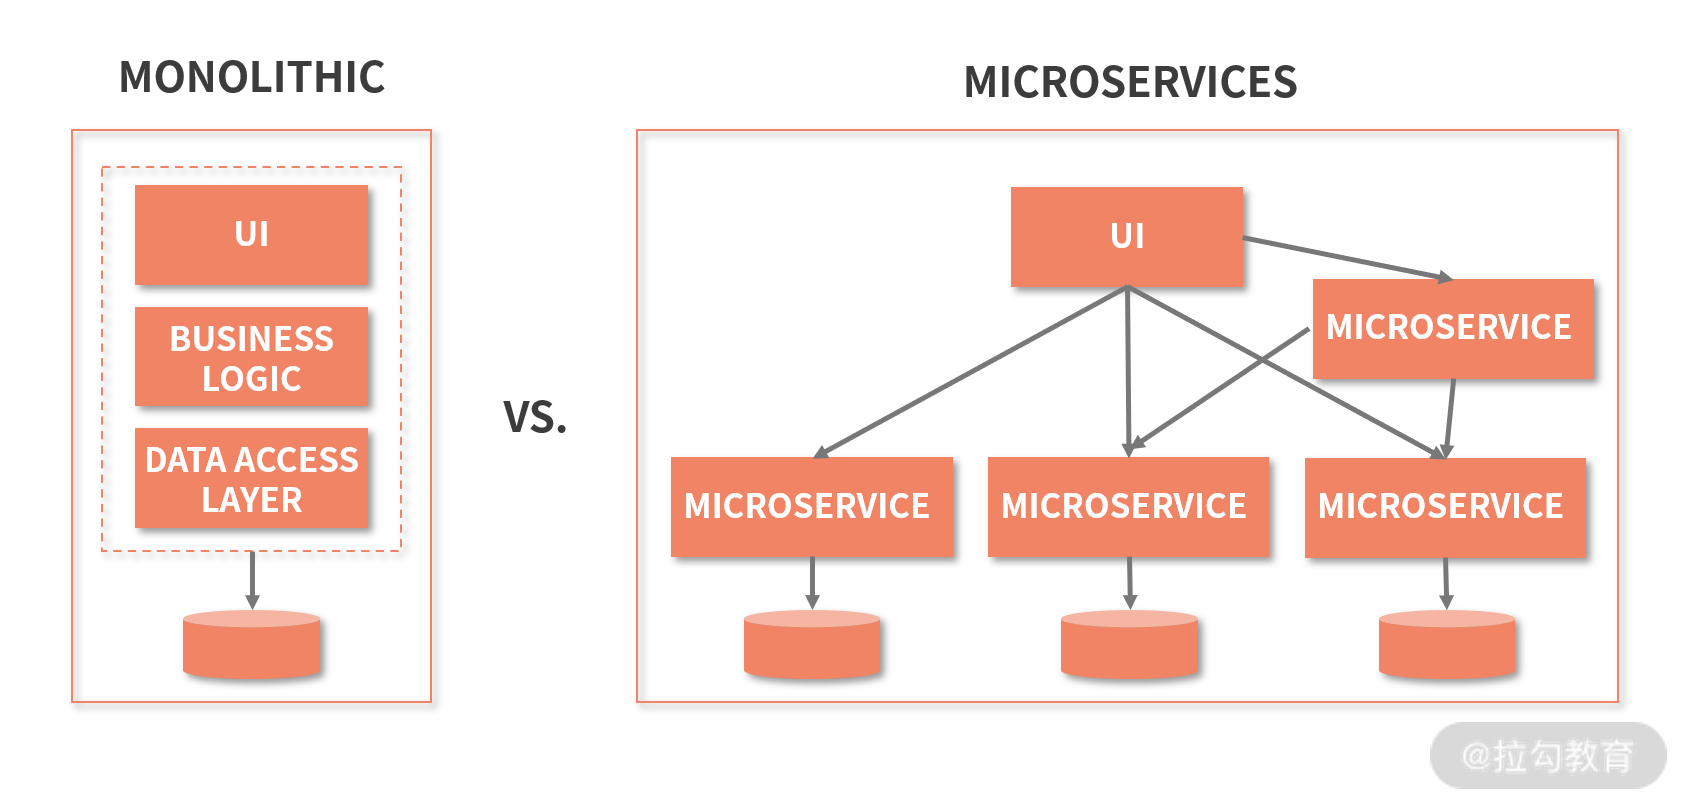 MONOLITHIC
UI
BUSINESS
LOGIC
DATA ACCESS
LAYER
VS.
MICROSERVICES
UI
MICROSERVICE
MICROSERVICE
MICROSERVICE
MICROSERVICE
@拉勾教育